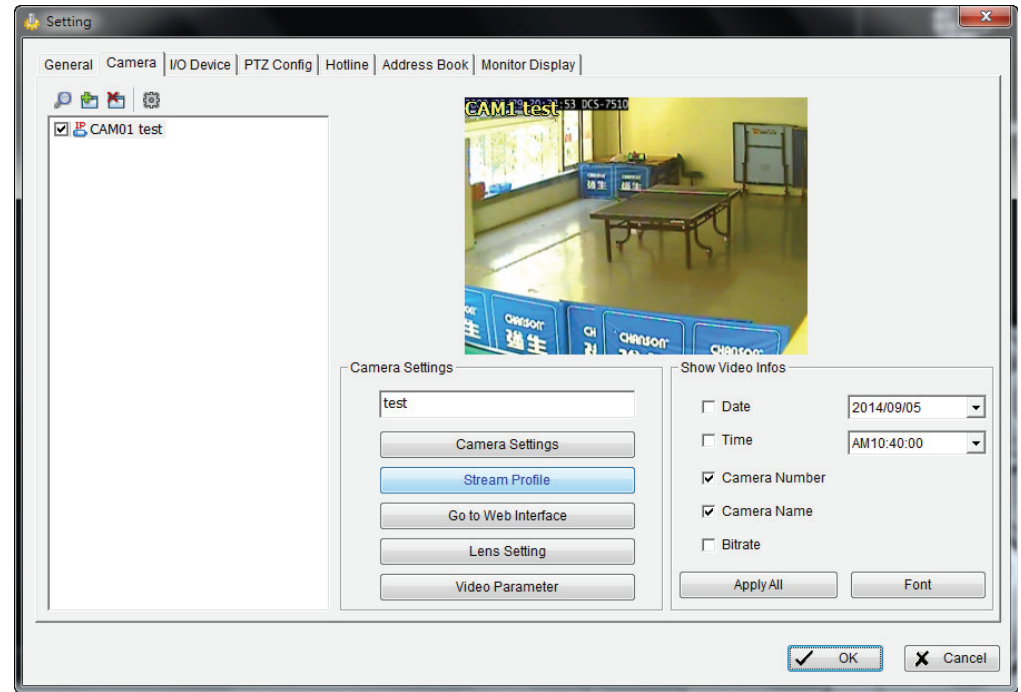 Setting
General Camera I/O Device PTZ Config Hotline Address Book Monitor Display
CAM01 test
CAM1 test
:53 DCS-7510
CHANSON
強生
CHANSON
CHANSON
Camera Settings
test
Camera Settings
Stream Profile
Go to Web Interface
Lens Setting
Video Parameter
Show Video Infos
Date 2014/09/05
Time AM10:40:00
Camera Number
Camera Name
Bitrate
Apply All Font
OK Cancel